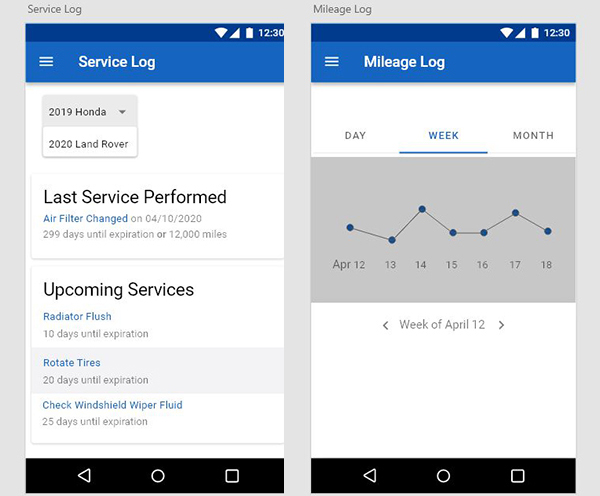 Service Log
12:30
Service Log
2019 Honda
2020 Land Rover
Last Service Performed
Air Filter Changed on 04/10/2020
299 days until expiration or 12,000 miles
Upcoming Services
Radiator Flush
10 days until expiration
Rotate Tires
20 days until expiration
Check Windshield Wiper Fluid
25 days until expiration
Mileage Log
12:30
Mileage Log
DAY WEEK MONTH
Apr 12 13 14 15 16 17 18
Week of April 12